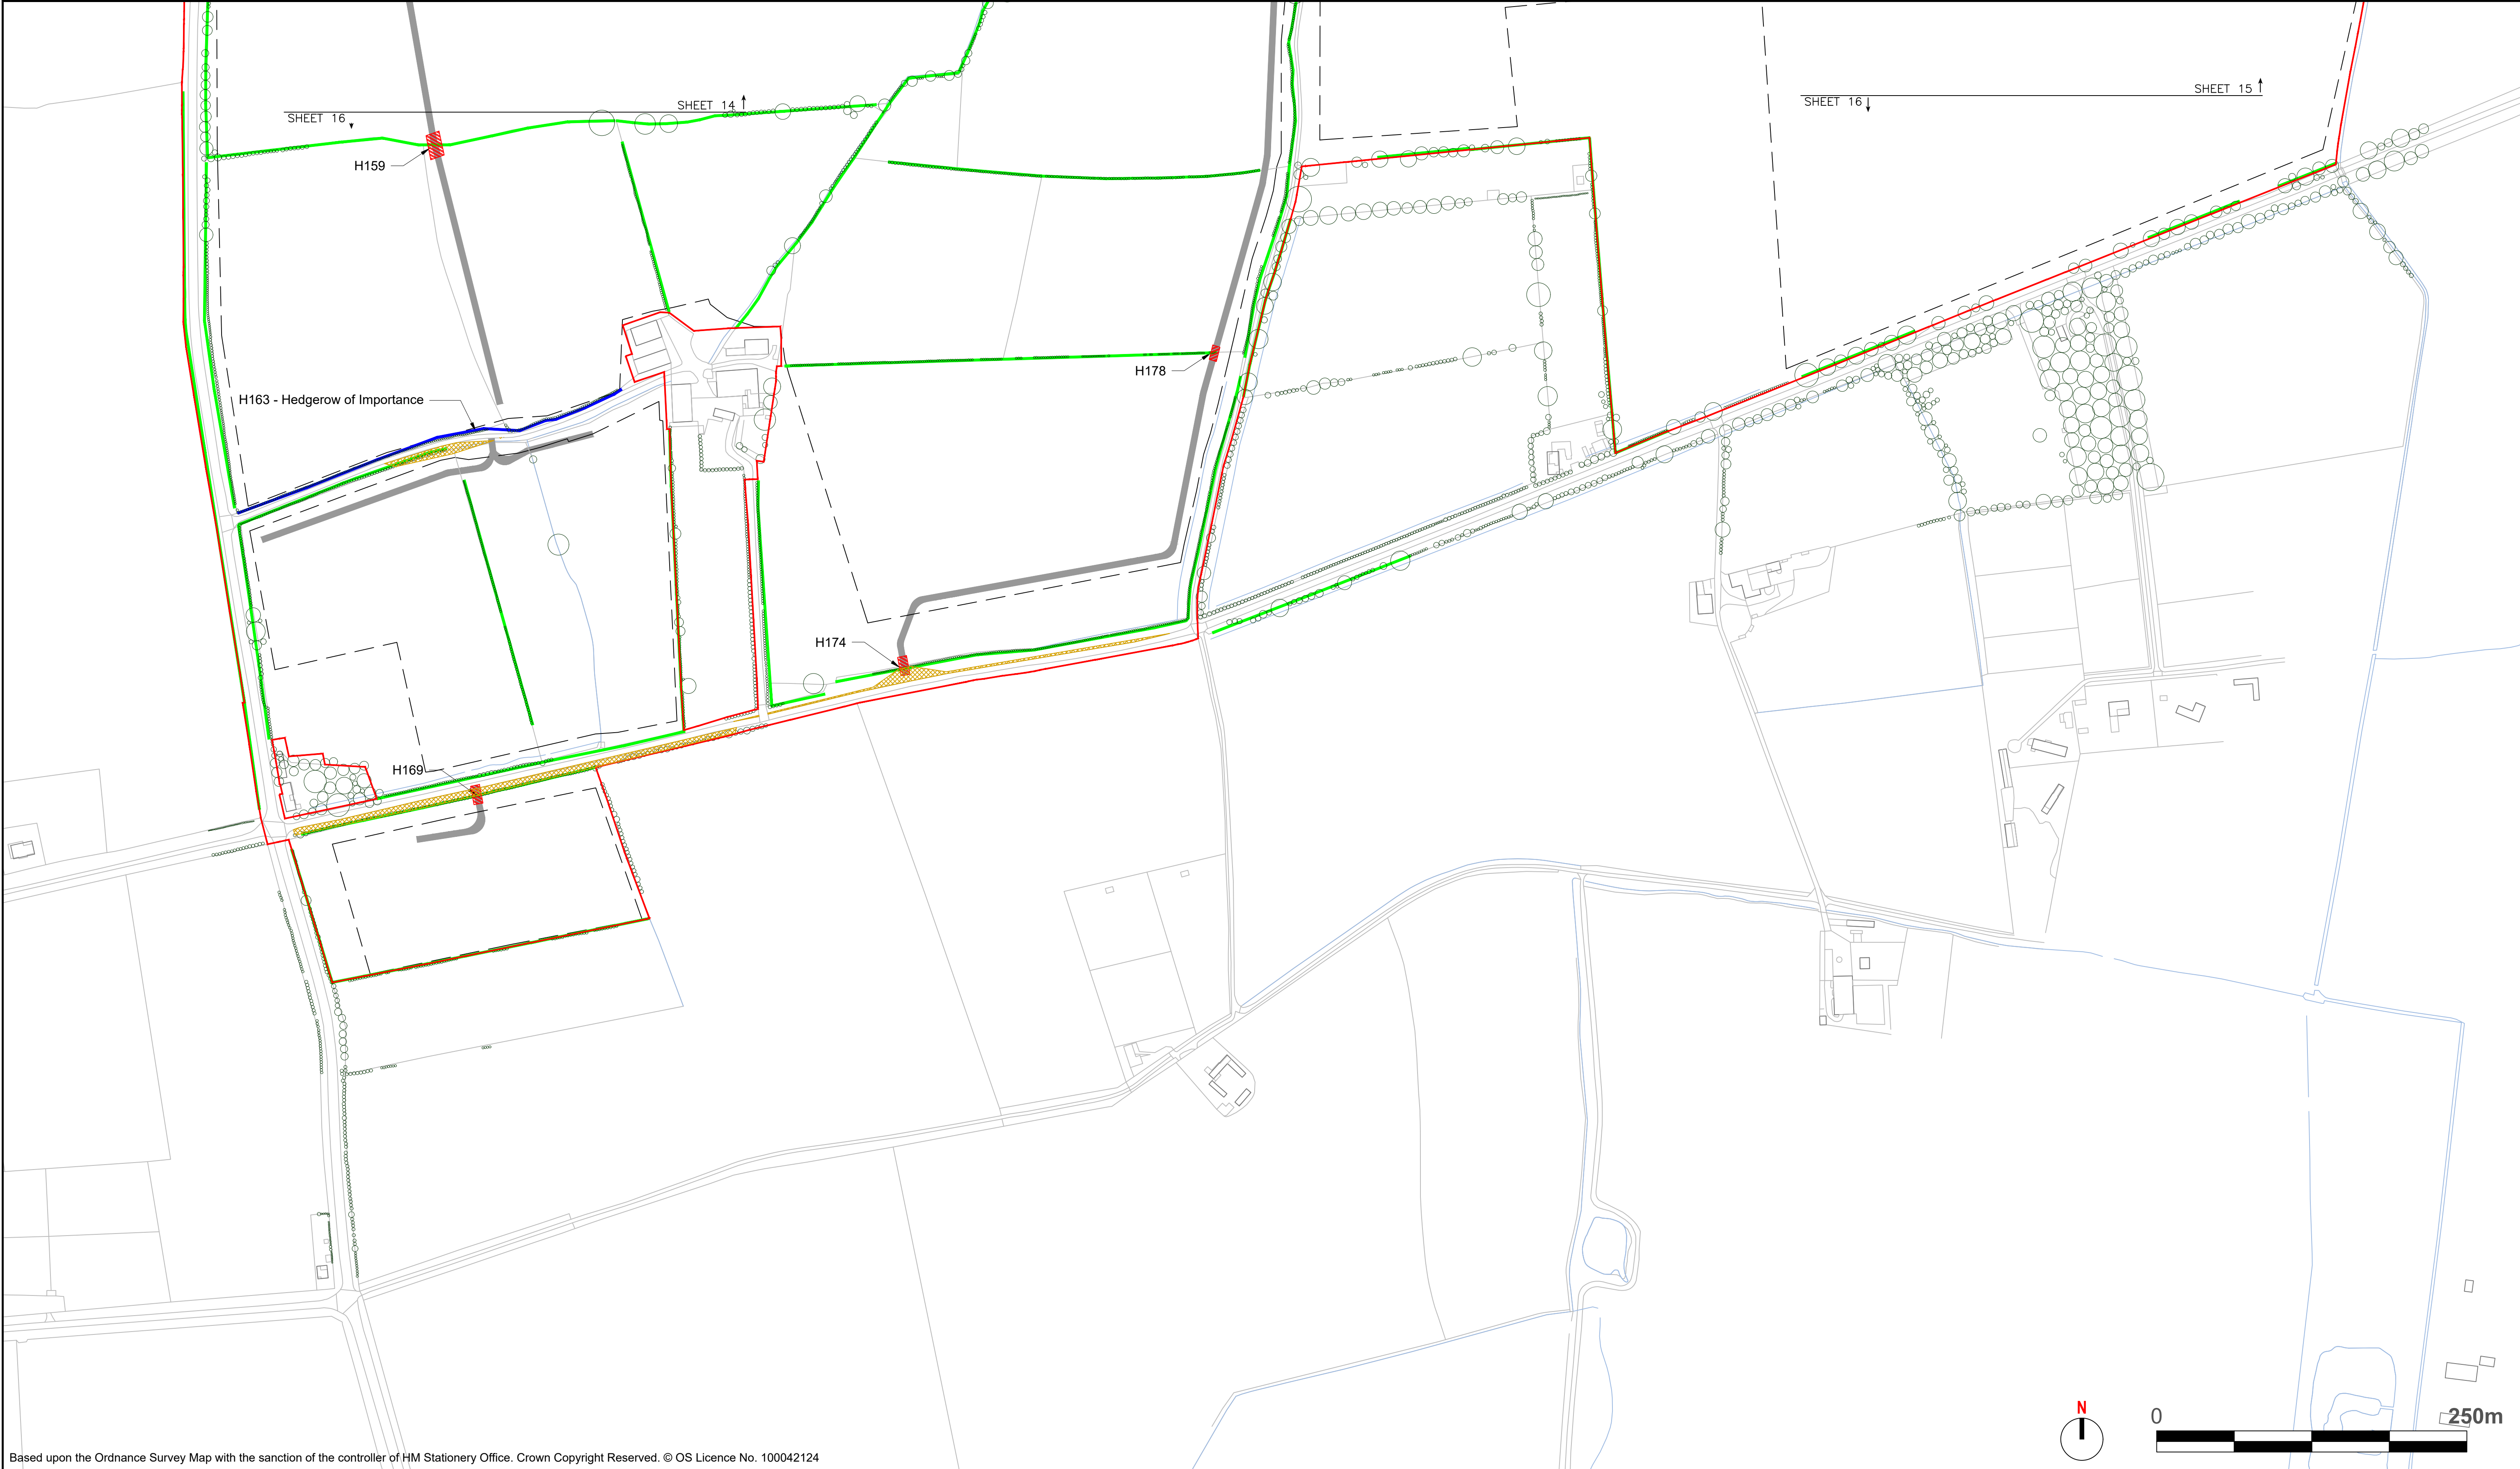 SHEET 15
SHEET 16
SHEET 14
SHEET 16
H159
H178
H163 - Hedgerow of Importance
H174
H169
N
0
250m
Based upon the Ordnance Survey Map with the sanction of the controller of HM Stationery Office. Crown Copyright Reserved. © OS Licence No. 100042124